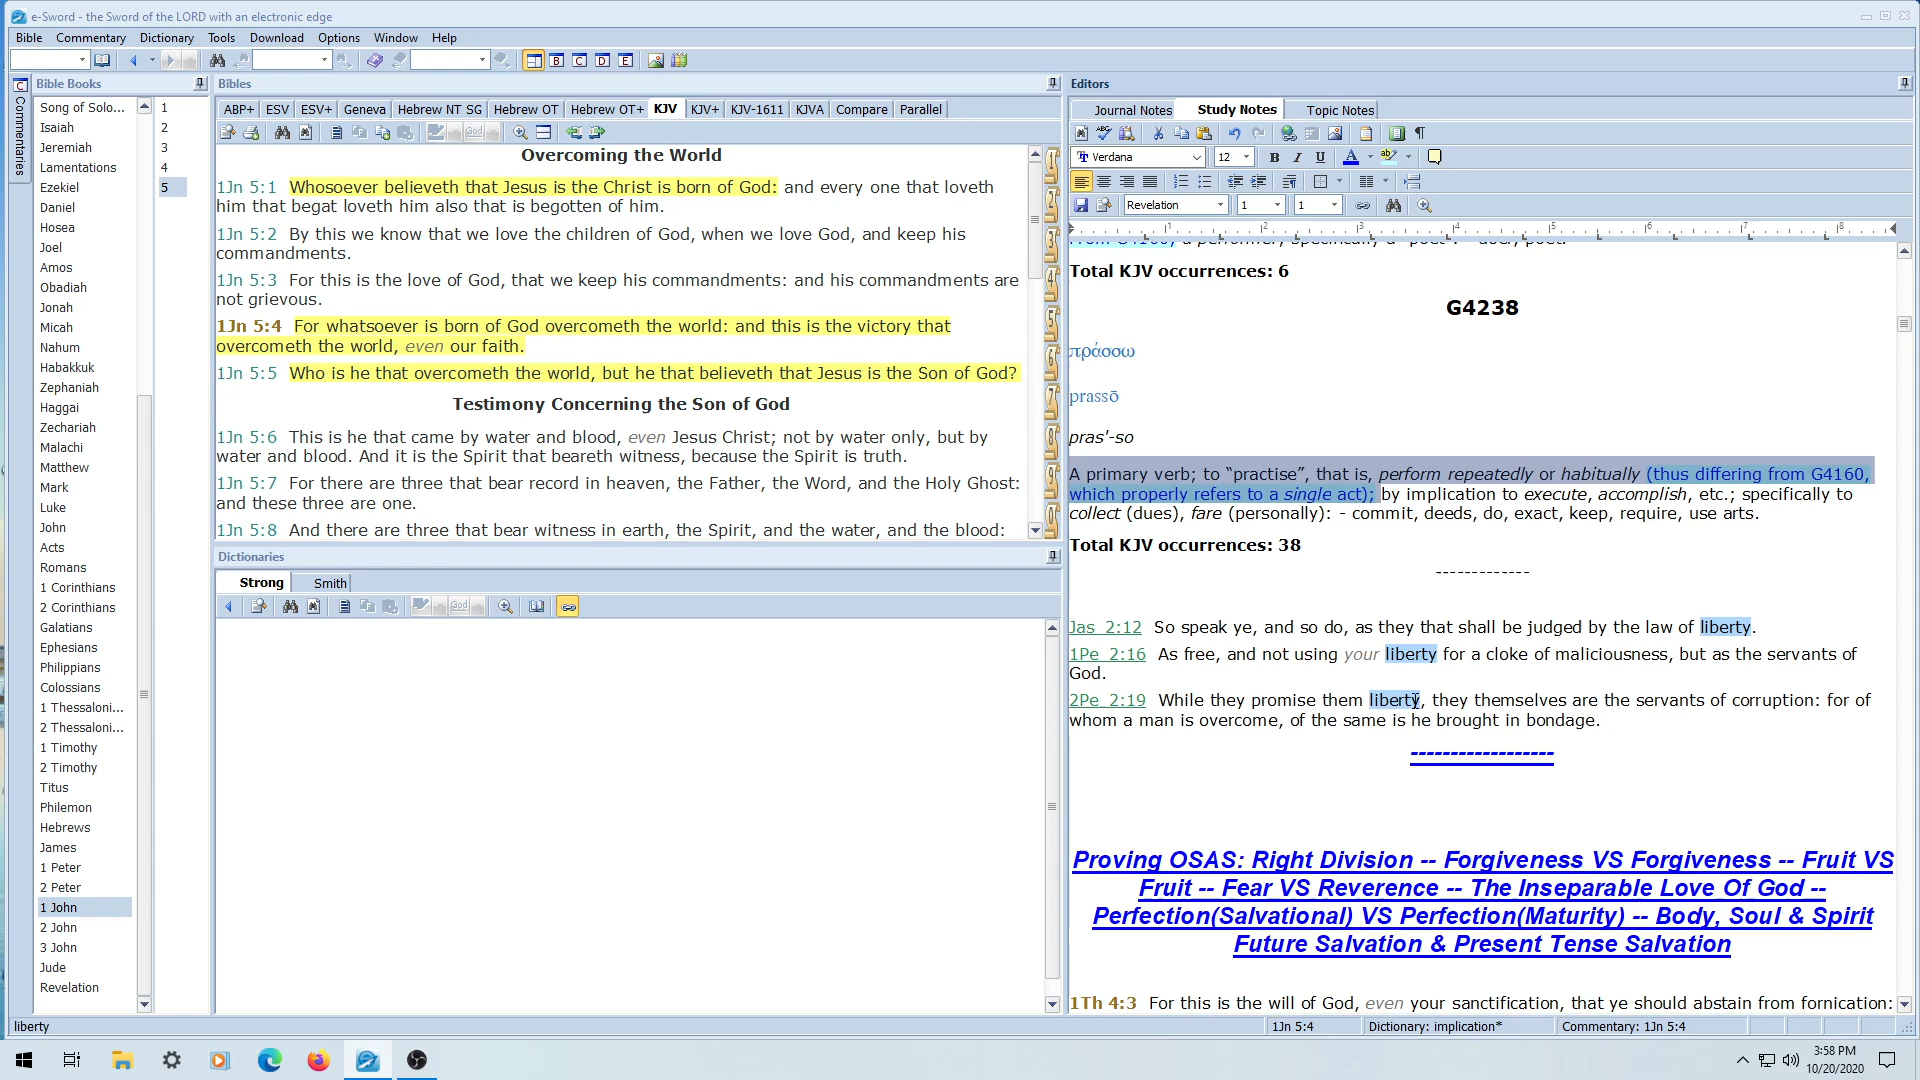 e-Sword - the Sword of the LORD with an electronic edge
Bible Commentary Dictionary Tools Download Options Window Help
B C D E
Commentaries
Bible Books
Song of Solo...
Isaiah
Jeremiah
Lamentations
Ezekiel
Daniel
Hosea
Joel
Amos
Obadiah
Jonah
Micah
Nahum
Habakkuk
Zephaniah
Haggai
Zechariah
Malachi
Matthew
Mark
Luke
John
Acts
Romans
1 Corinthians
2 Corinthians
Galatians
Ephesians
Philippians
Colossians
1 Thessaloni...
2 Thessaloni...
1 Timothy
2 Timothy
Titus
Philemon
Hebrews
James
1 Peter
2 Peter
1 John
2 John
3 John
Jude
Revelation
1
2
3
4
5
Bibles
ABP+ ESV ESV+ Geneva Hebrew NT SG Hebrew OT Hebrew OT+ KJV KJV+ KJV-1611 KJVA Compare Parallel
Overcoming the World
1Jn 5:1 Whosoever believeth that Jesus is the Christ is born of God: and every one that loveth
him that begat loveth him also that is begotten of him.
1Jn 5:2 By this we know that we love the children of God, when we love God, and keep his
commandments.
1Jn 5:3 For this is the love of God, that we keep his commandments: and his commandments are
not grievous.
1Jn 5:4 For whatsoever is born of God overcometh the world: and this is the victory that
overcometh the world, even our faith.
1Jn 5:5 Who is he that overcometh the world, but he that believeth that Jesus is the Son of God?
Testimony Concerning the Son of God
1Jn 5:6 This is he that came by water and blood, even Jesus Christ; not by water only, but by
water and blood. And it is the Spirit that beareth witness, because the Spirit is truth.
1Jn 5:7 For there are three that bear record in heaven, the Father, the Word, and the Holy Ghost:
and these three are one.
1Jn 5:8 And there are three that bear witness in earth, the Spirit, and the water, and the blood:
Dictionaries
Strong Smith
Editors
Journal Notes Study Notes Topic Notes
Verdana 12 B I U A
Revelation 1 1
1 2 3 4 5 6 7 8
From G4160; a performer; specifically a "poet": - doer, poet.
Total KJV occurrences: 6
G4238
πράσσω
prassō
pras'-so
A primary verb; to “practise”, that is, perform repeatedly or habitually (thus differing from G4160,
which properly refers to a single act); by implication to execute, accomplish, etc.; specifically to
collect (dues), fare (personally): - commit, deeds, do, exact, keep, require, use arts.
Total KJV occurrences: 38
-------------
Jas 2:12 So speak ye, and so do, as they that shall be judged by the law of liberty.
1Pe 2:16 As free, and not using your liberty for a cloke of maliciousness, but as the servants of
God.
2Pe 2:19 While they promise them liberty, they themselves are the servants of corruption: for of
whom a man is overcome, of the same is he brought in bondage.
------------------
Proving OSAS: Right Division -- Forgiveness VS Forgiveness -- Fruit VS
Fruit -- Fear VS Reverence -- The Inseparable Love Of God --
Perfection(Salvational) VS Perfection(Maturity) -- Body, Soul & Spirit
Future Salvation & Present Tense Salvation
1Th 4:3 For this is the will of God, even your sanctification, that ye should abstain from fornication:
liberty 1Jn 5:4 Dictionary: implication* Commentary: 1Jn 5:4
3:58 PM
10/20/2020